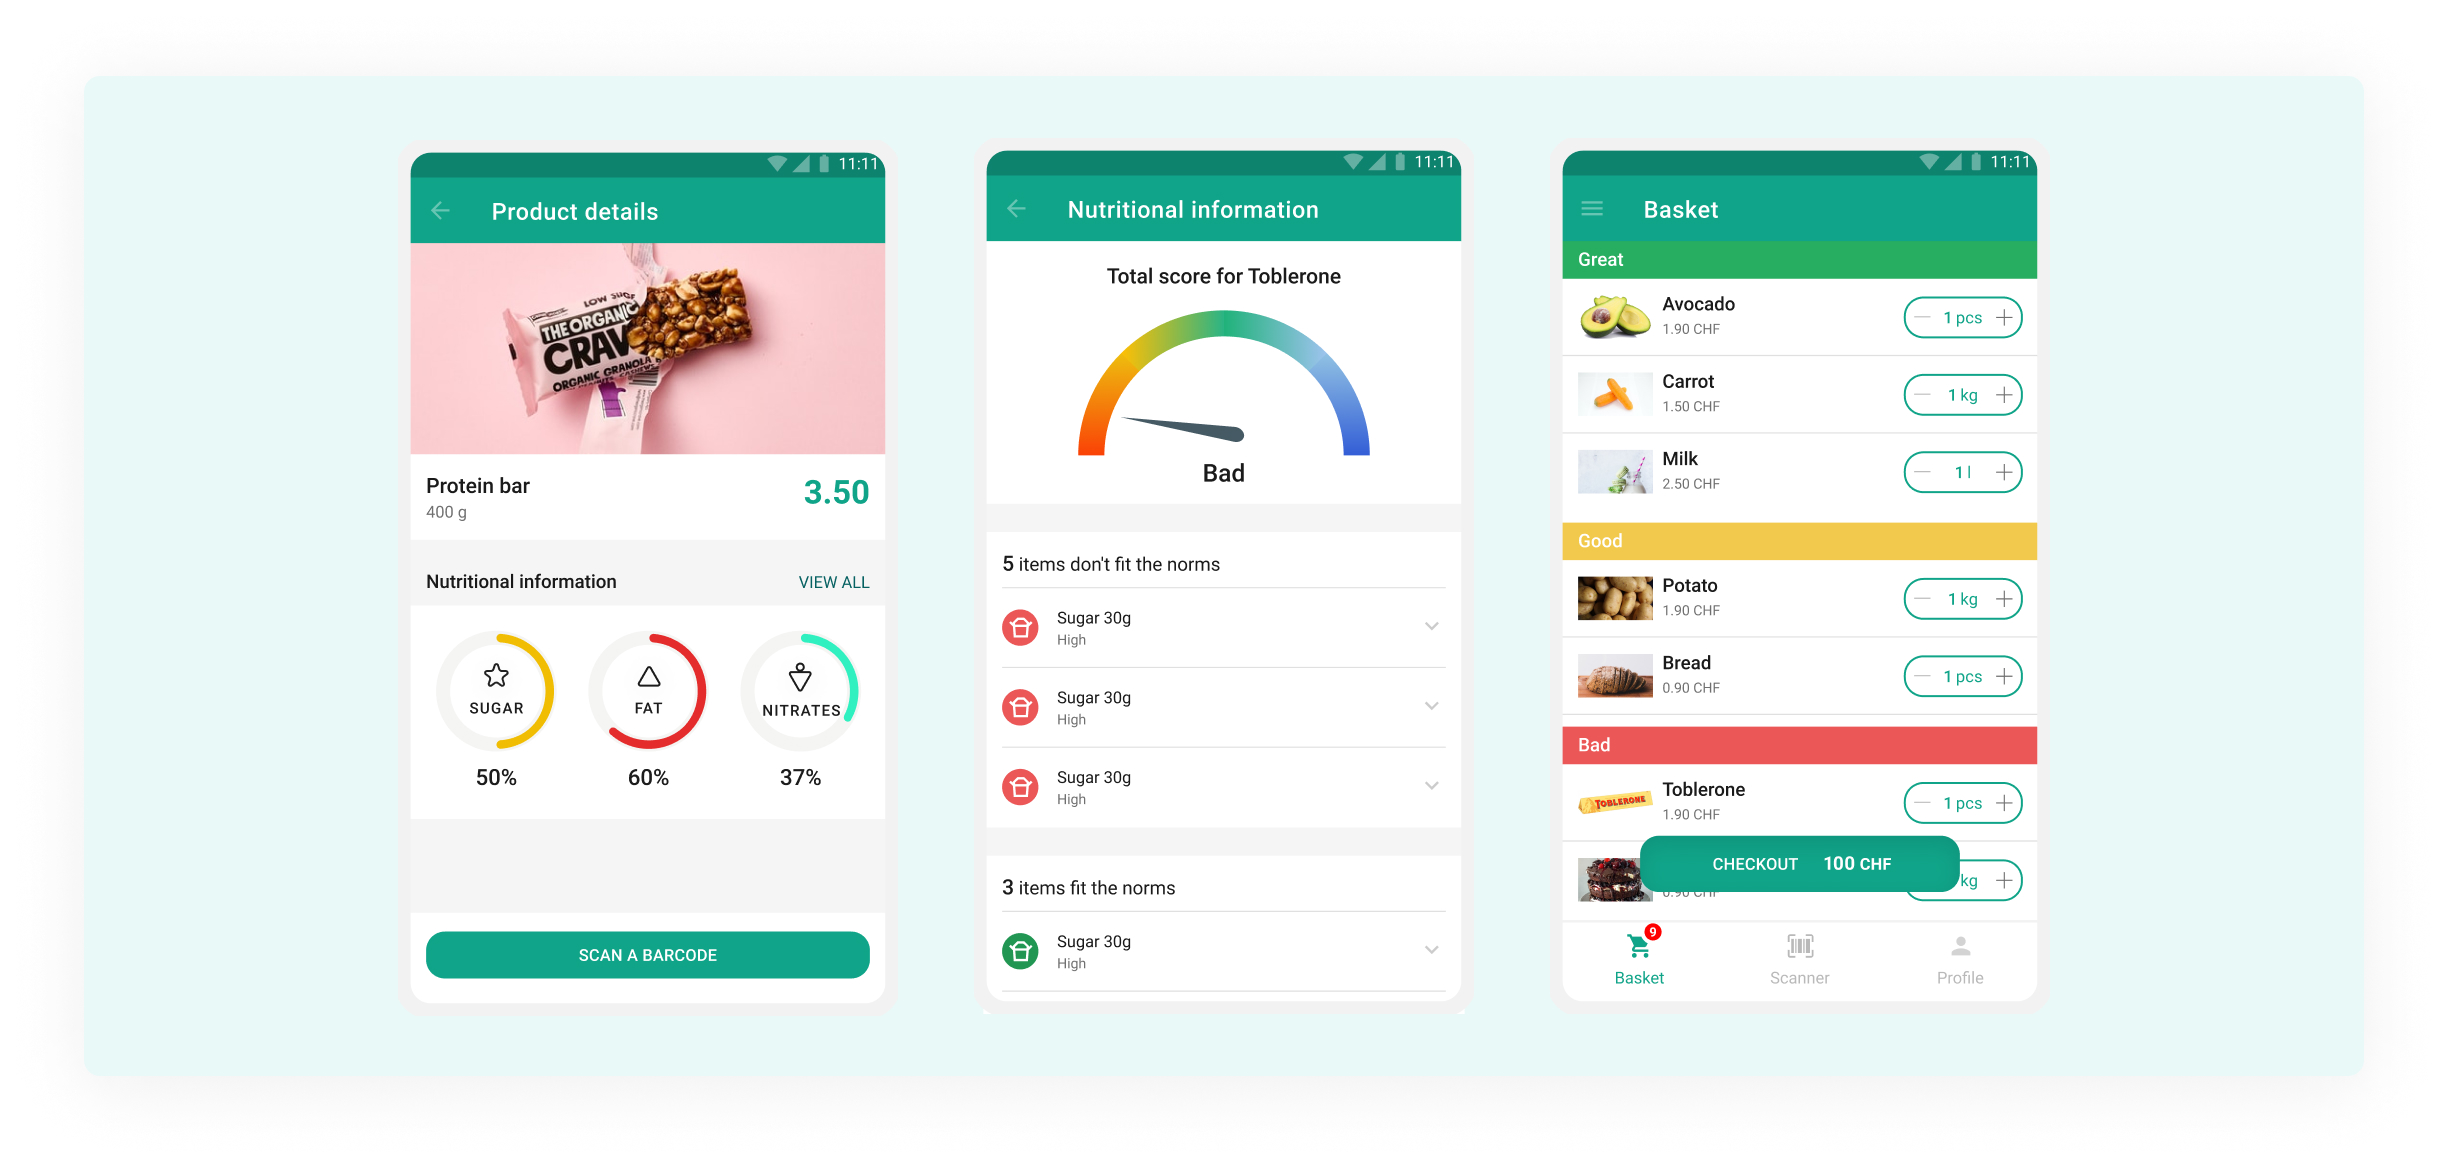 11:11
Product details
LOW SUGR
THE ORGANIC
CRAV
ORGANIC GRANOLA
Protein bar
3.50
400 g
Nutritional information
VIEW ALL
SUGAR
FAT
NITRATES
50%
60%
37%
SCAN A BARCODE
11:11
Nutritional information
Total score for Toblerone
Bad
5 items don't fit the norms
Sugar 30g
High
Sugar 30g
High
Sugar 30g
High
3 items fit the norms
Sugar 30g
High
11:11
Basket
Great
Avocado
1.90 CHF
1 pcs
Carrot
1.50 CHF
1 kg
Milk
2.50 CHF
1 l
Good
Potato
1.90 CHF
1 kg
Bread
0.90 CHF
1 pcs
Bad
TOBLERONE
Toblerone
1.90 CHF
1 pcs
CHECKOUT 100 CHF
kg
0.90 CHF
9
Basket
Scanner
Profile